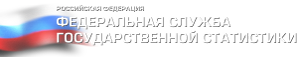 РОССИЙСКАЯ ФЕДЕРАЦИЯ
ФЕДЕРАЛЬНАЯ СЛУЖБА
ГОСУДАРСТВЕННОЙ СТАТИСТИКИ